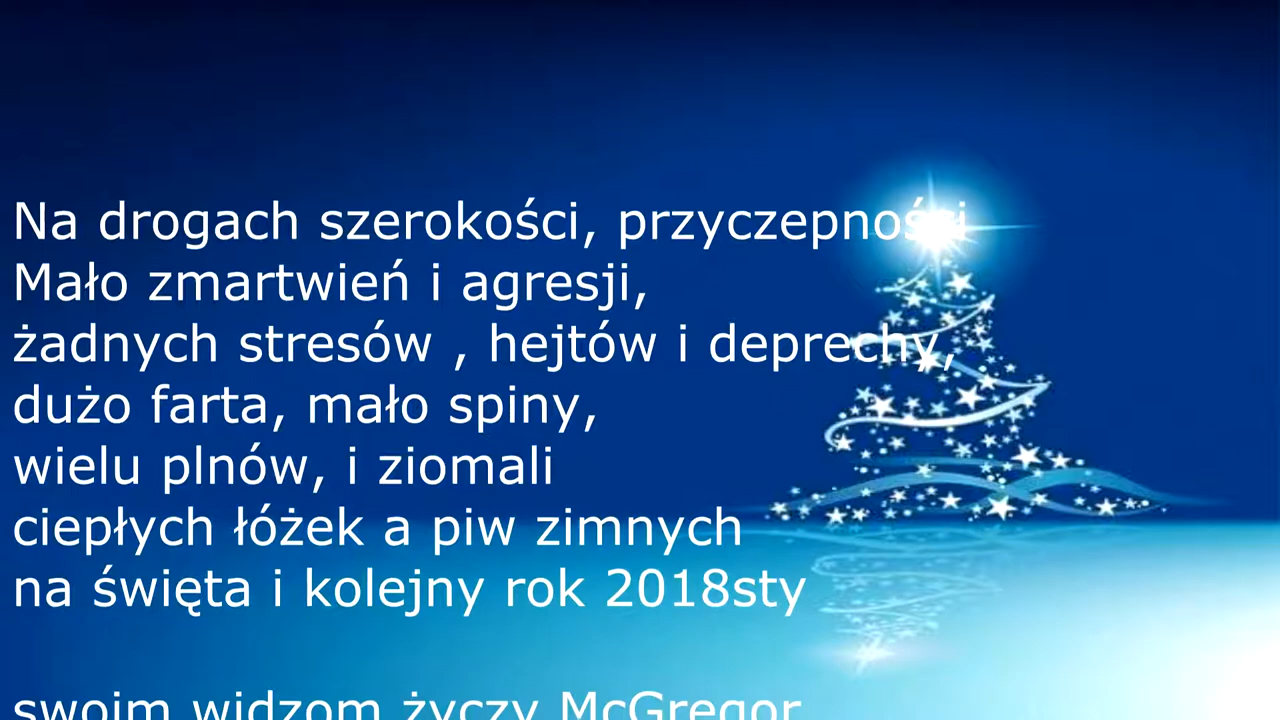 Na drogach szerokości, przyczepności
Mało zmartwień i agresji,
żadnych stresów , hejtów i deprechy,
dużo farta, mało spiny,
wielu plnów, i ziomali
ciepłych łóżek a piw zimnych
na święta i kolejny rok 2018sty
swoim widzom życzy McGregor